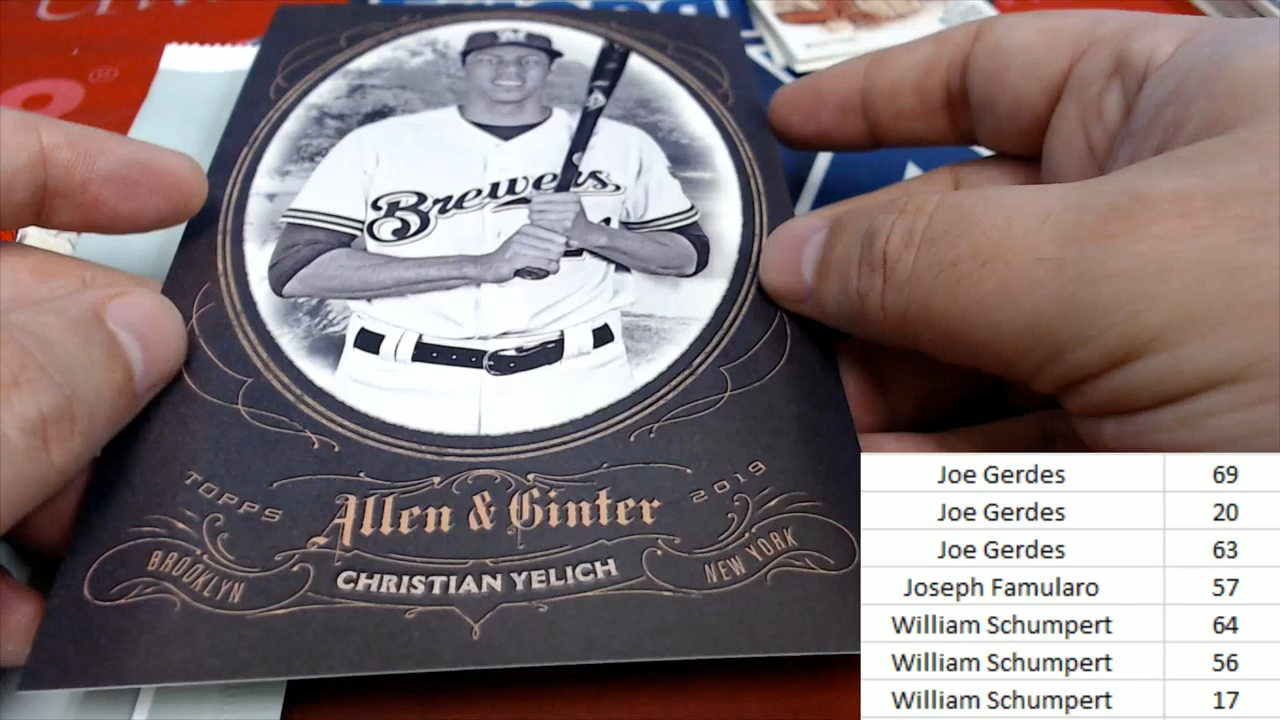 Brewers
TOPPS
Allen & Ginter
2019
BROOKLYN
CHRISTIAN YELICH
NEW YORK
Joe Gerdes 69
Joe Gerdes 20
Joe Gerdes 63
Joseph Famularo 57
William Schumpert 64
William Schumpert 56
William Schumpert 17